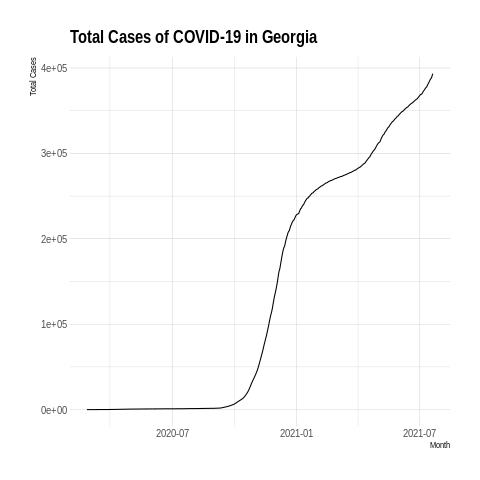 Total Cases of COVID-19 in Georgia
Total Cases
4e+05
3e+05
2e+05
1e+05
0e+00
2020-07 2021-01 2021-07
Month